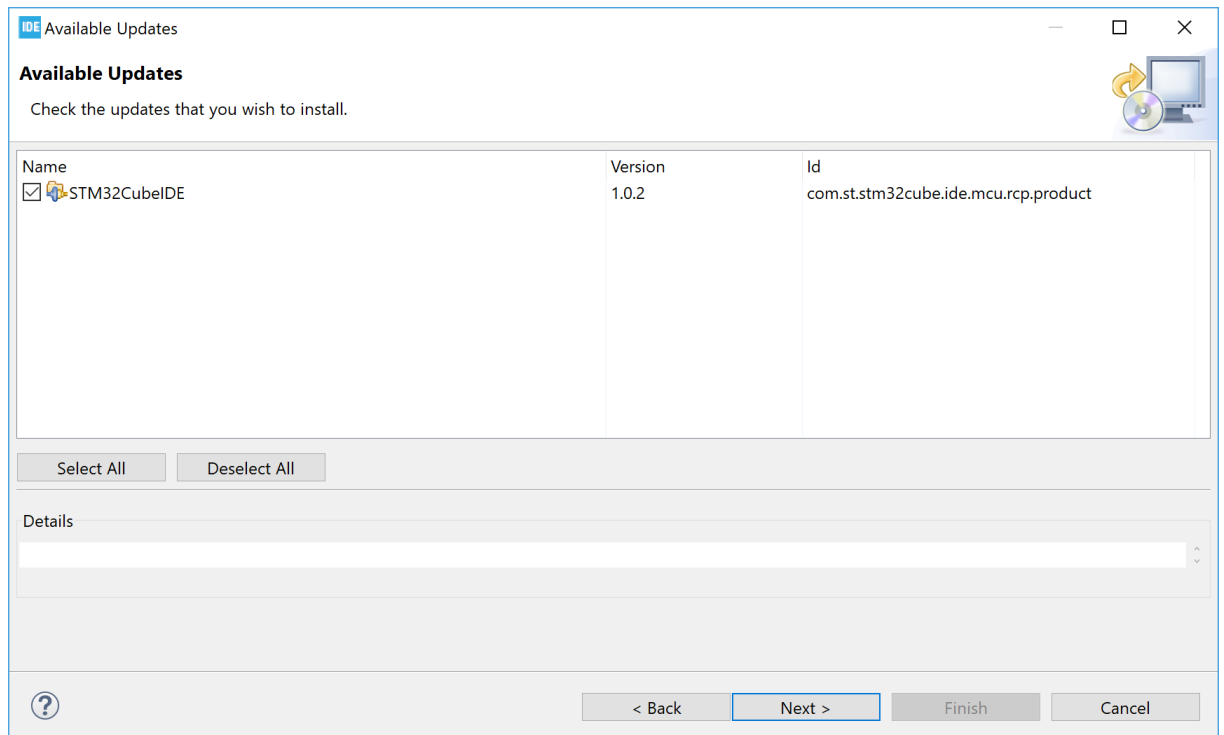 IDE Available Updates
Available Updates
Check the updates that you wish to install.
Name Version Id
STM32CubeIDE 1.0.2 com.st.stm32cube.ide.mcu.rcp.product
Select All Deselect All
Details
? < Back Next > Finish Cancel